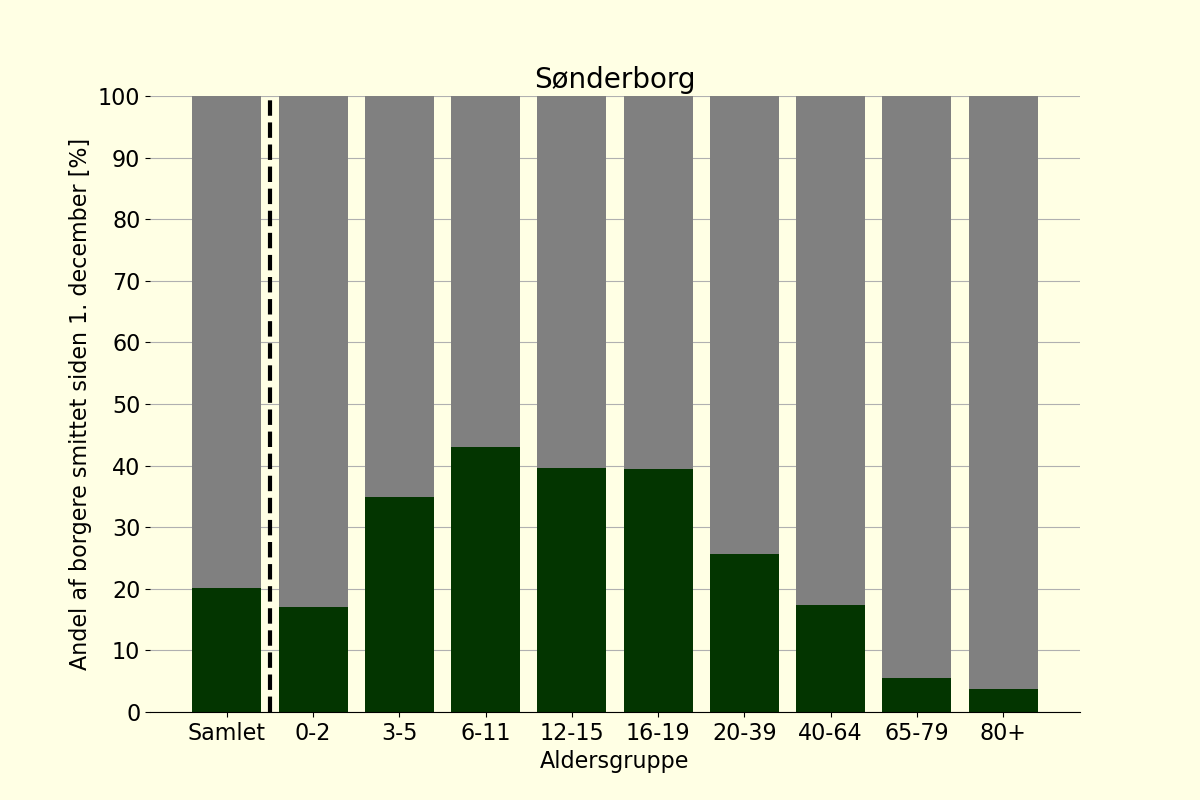 Sønderborg
Andel af borgere smittet siden 1. december [%]
100
90
80
70
60
50
40
30
20
10
0
Samlet 0-2 3-5 6-11 12-15 16-19 20-39 40-64 65-79 80+
Aldersgruppe